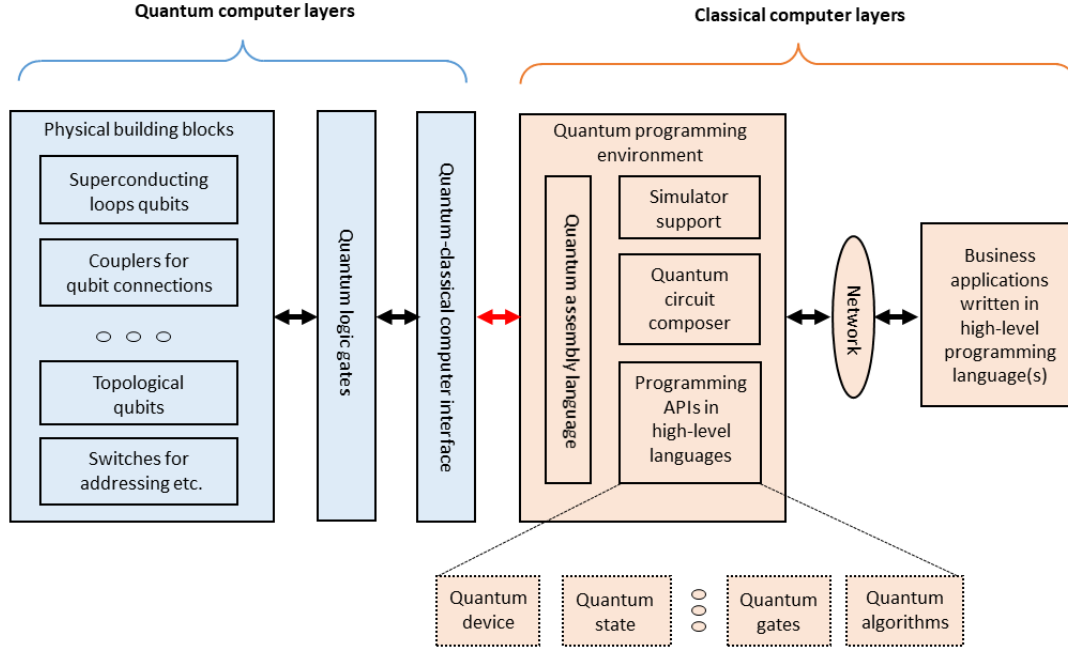 Quantum computer layers
Classical computer layers
Physical building blocks
Superconducting
loops qubits
Couplers for
qubit connections
Topological
qubits
Switches for
addressing etc.
Quantum logic gates
Quantum-classical computer interface
Quantum programming
environment
Quantum assembly language
Simulator
support
Quantum
circuit
composer
Programming
APIs in
high-level
languages
Network
Business
applications
written in
high-level
programming
language(s)
Quantum
device
Quantum
state
Quantum
gates
Quantum
algorithms